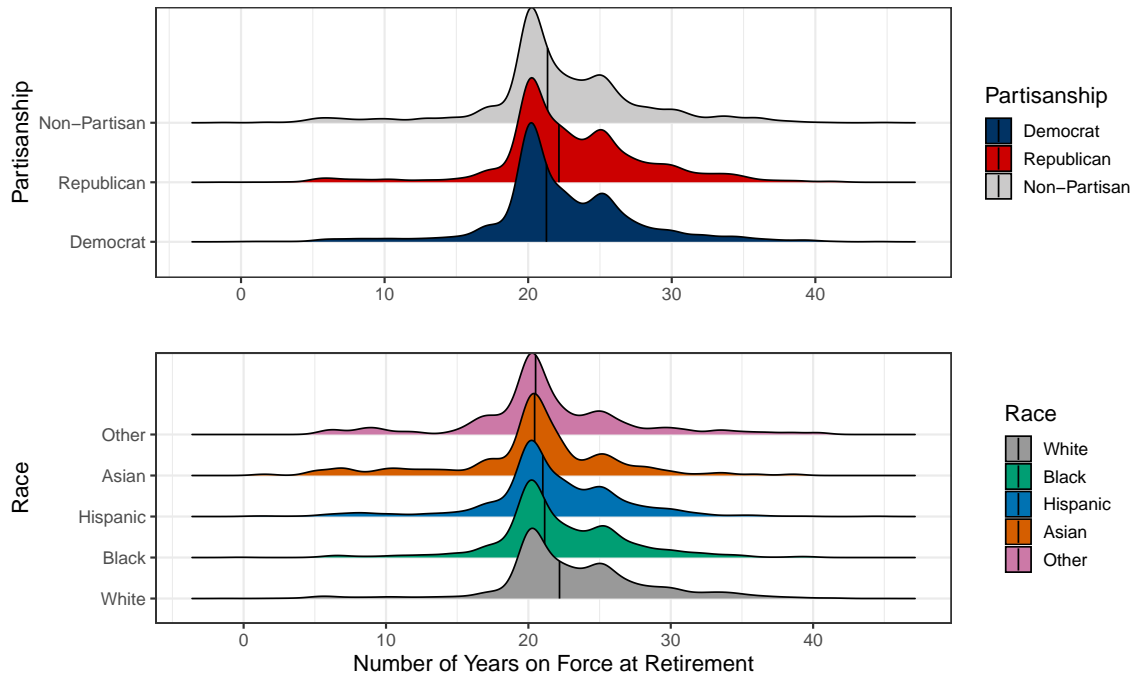 Partisanship
Non−Partisan
Republican
Democrat
0 10 20 30 40
Partisanship
Democrat
Republican
Non−Partisan
Race
Other
Asian
Hispanic
Black
White
0 10 20 30 40
Number of Years on Force at Retirement
Race
White
Black
Hispanic
Asian
Other